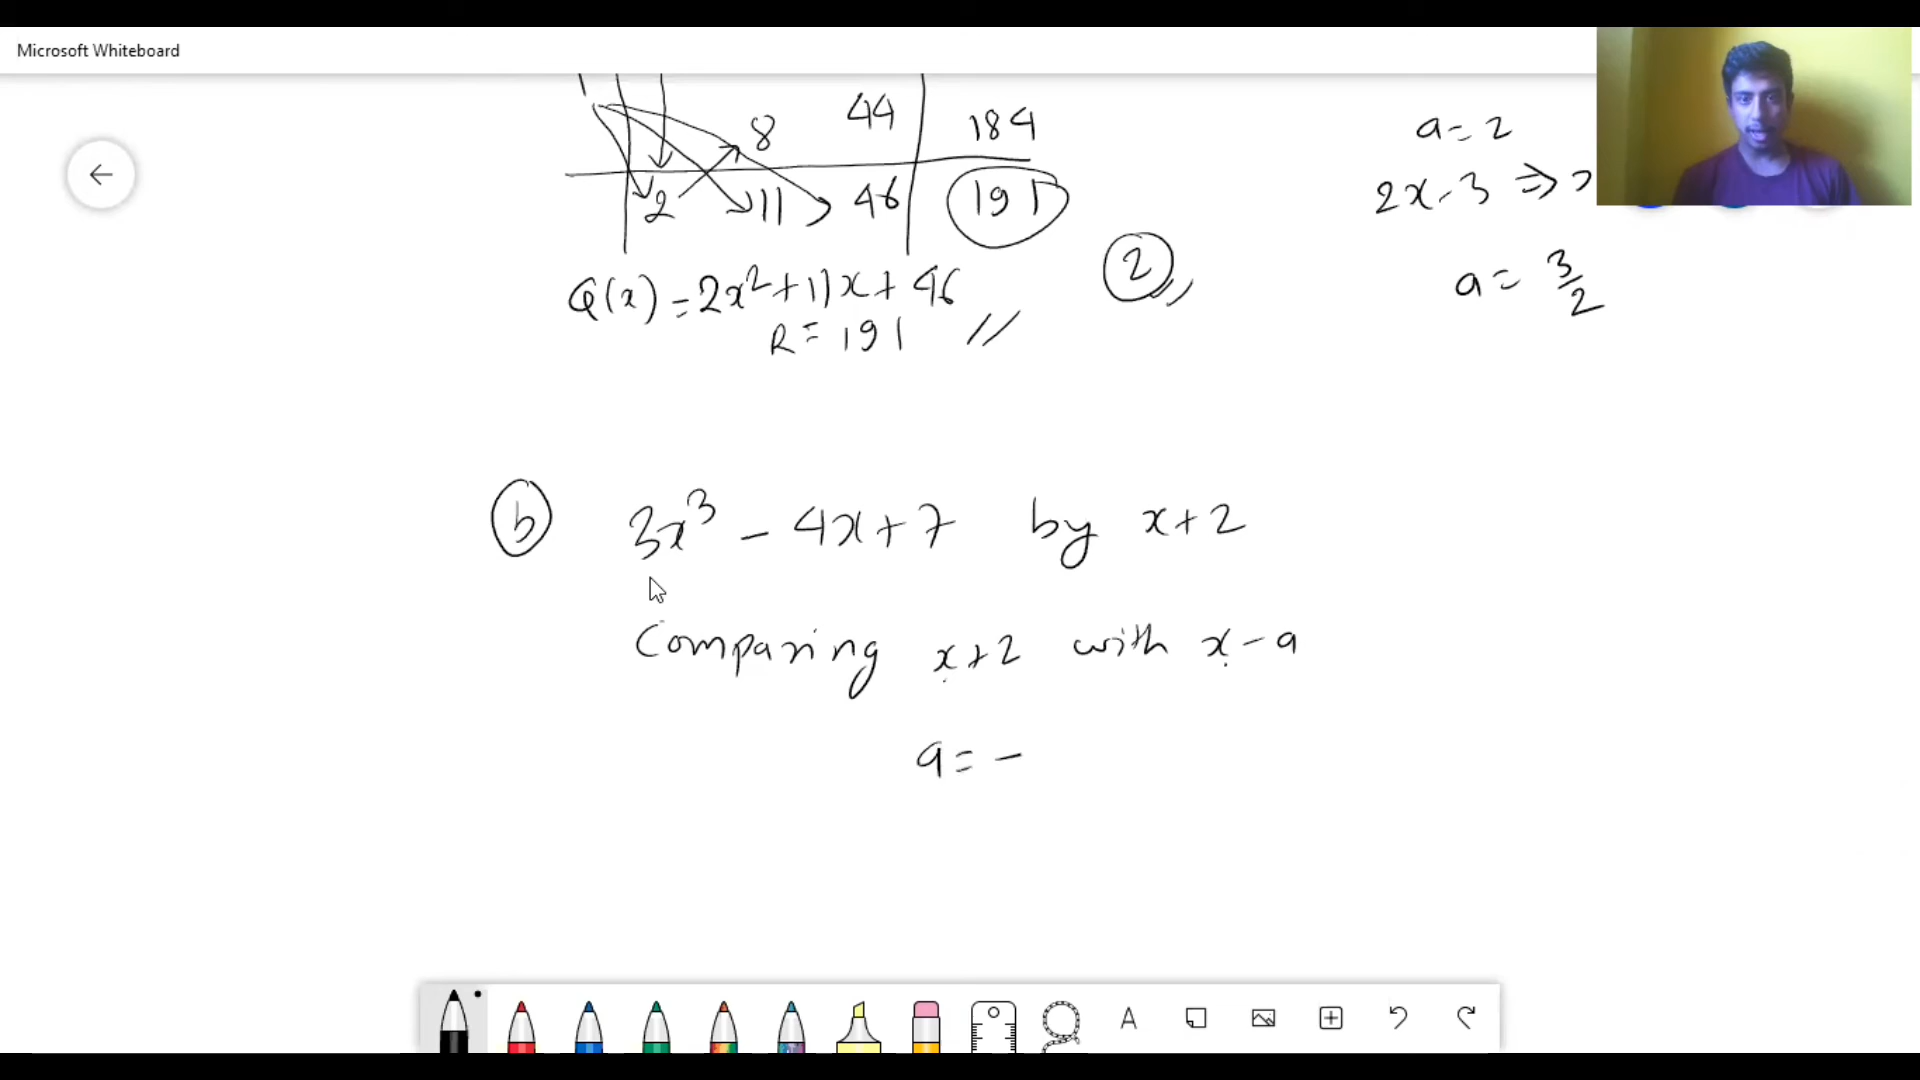 Microsoft Whiteboard
8 44 184
2 11 46 191
Q(x) = 2x² + 11x + 46
R = 191 //
2
a = 2
2x - 3 ⇒
a = 3/2
b 3x³ - 4x + 7 by x + 2
Comparing x + 2 with x - a
a = -
A